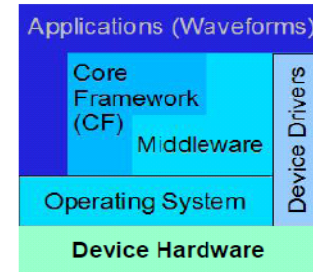 Applications (Waveforms)
Core
Framework
(CF)
Middleware
Device Drivers
Operating System
Device Hardware